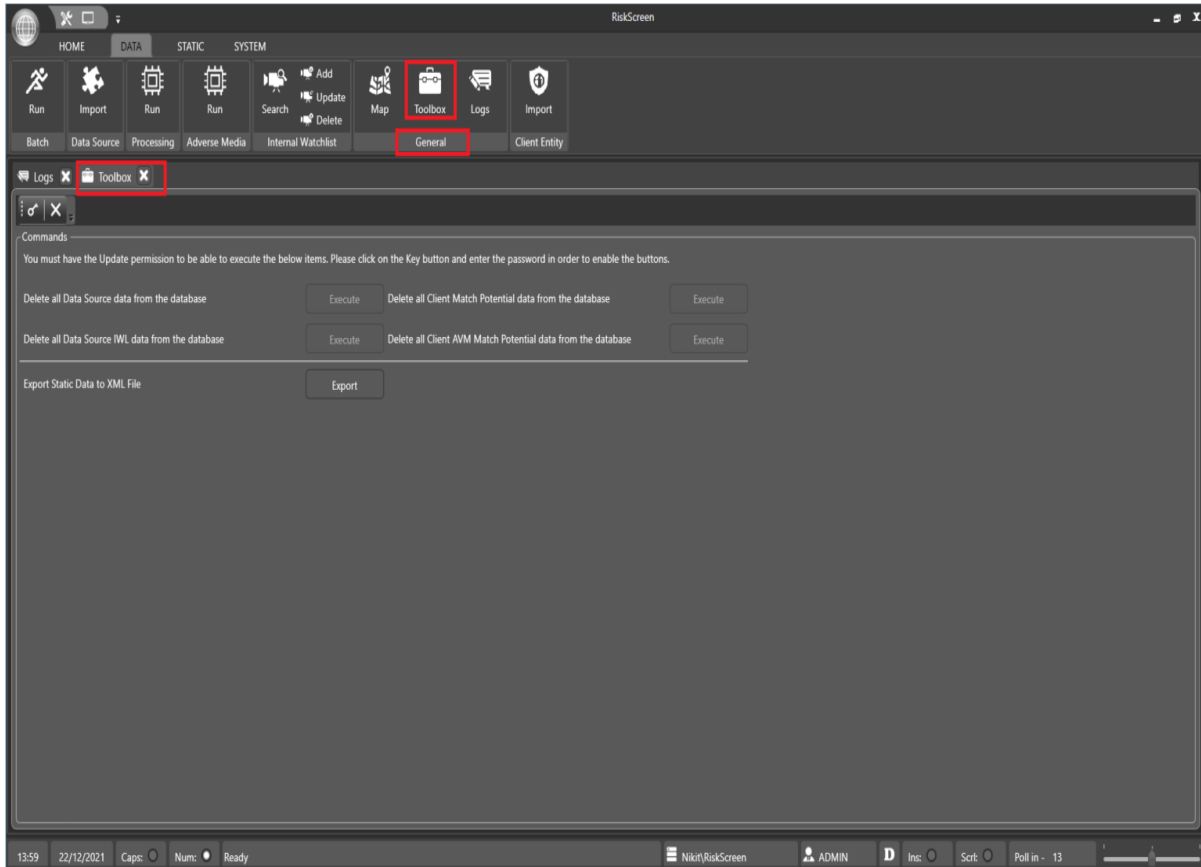 RiskScreen
HOME DATA STATIC SYSTEM
Run Import Run Run Search Add Update Delete Map Toolbox Logs Import
Batch Data Source Processing Adverse Media Internal Watchlist General Client Entity
Logs Toolbox
Commands
You must have the Update permission to be able to execute the below items. Please click on the Key button and enter the password in order to enable the buttons.
Delete all Data Source data from the database Execute Delete all Client Match Potential data from the database Execute
Delete all Data Source IWL data from the database Execute Delete all Client AVM Match Potential data from the database Execute
Export Static Data to XML File Export
13:59 22/12/2021 Caps: Num: Ready Nikit\RiskScreen ADMIN D Ins: Scrl: Poll in - 13